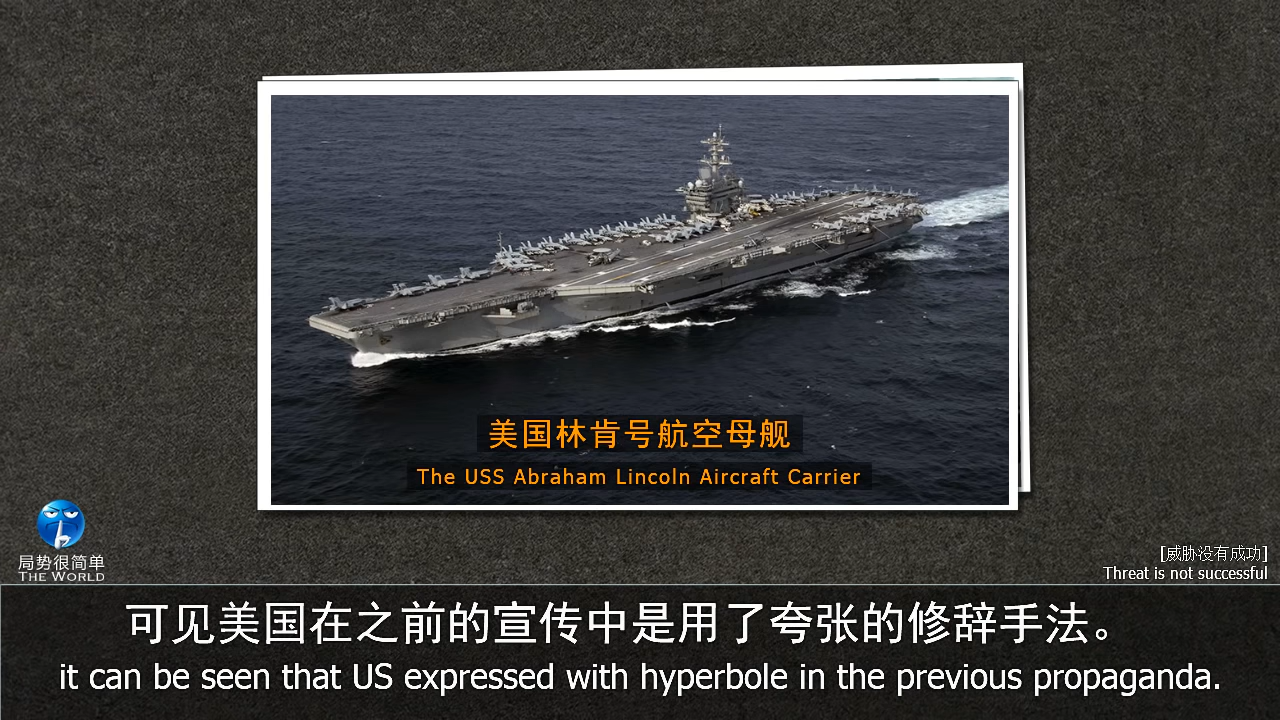 美国林肯号航空母舰
The USS Abraham Lincoln Aircraft Carrier
局势很简单
THE WORLD
[威胁没有成功]
Threat is not successful
可见美国在之前的宣传中是用了夸张的修辞手法。
it can be seen that US expressed with hyperbole in the previous propaganda.